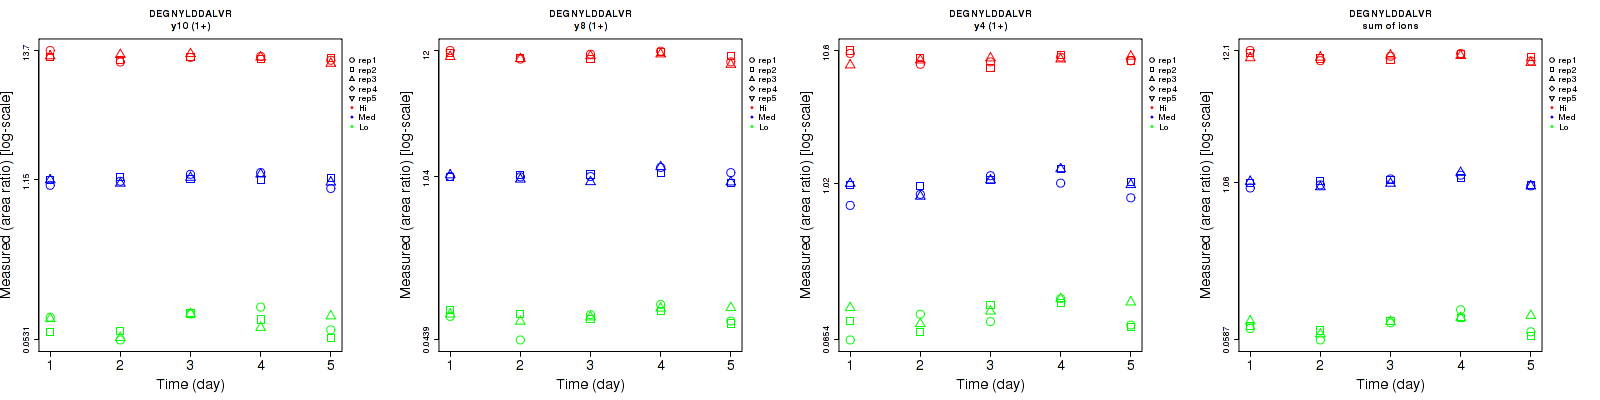 DEGNYLDDALVR
y10 (1+)
Measured (area ratio) [log-scale]
13.7
1.15
0.0531
1 2 3 4 5
Time (day)
rep1
rep2
rep3
rep4
rep5
Hi
Med
Lo
DEGNYLDDALVR
y8 (1+)
Measured (area ratio) [log-scale]
12
1.04
0.0439
1 2 3 4 5
Time (day)
rep1
rep2
rep3
rep4
rep5
Hi
Med
Lo
DEGNYLDDALVR
y4 (1+)
Measured (area ratio) [log-scale]
10.6
1.02
0.0654
1 2 3 4 5
Time (day)
rep1
rep2
rep3
rep4
rep5
Hi
Med
Lo
DEGNYLDDALVR
sum of ions
Measured (area ratio) [log-scale]
12.1
1.06
0.0587
1 2 3 4 5
Time (day)
rep1
rep2
rep3
rep4
rep5
Hi
Med
Lo